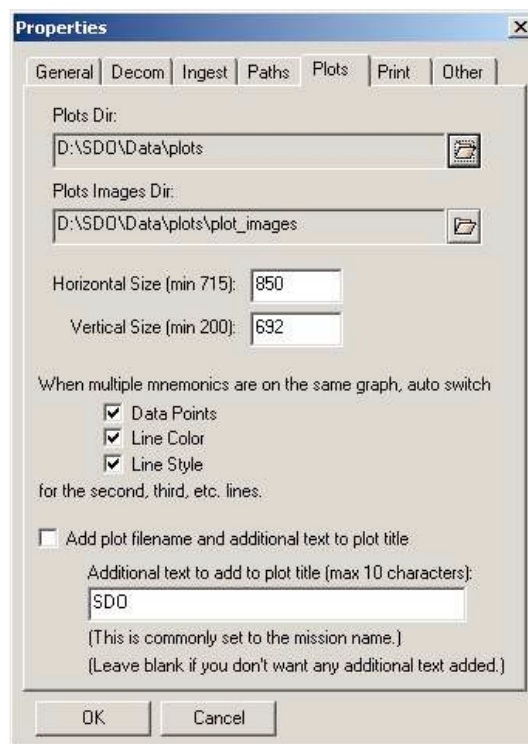 Properties
General Decom Ingest Paths Plots Print Other
Plots Dir:
D:\SDO\Data\plots
Plots Images Dir:
D:\SDO\Data\plots\plot_images
Horizontal Size (min 715): 850
Vertical Size (min 200): 692
When multiple mnemonics are on the same graph, auto switch
Data Points
Line Color
Line Style
for the second, third, etc. lines.
Add plot filename and additional text to plot title
Additional text to add to plot title (max 10 characters):
SDO
(This is commonly set to the mission name.)
(Leave blank if you don't want any additional text added.)
OK Cancel